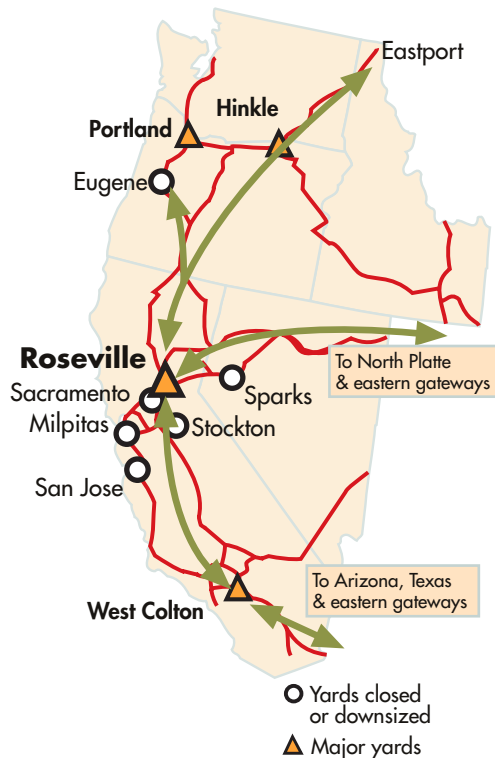 Eastport
Hinkle
Portland
Eugene
Roseville
To North Platte
& eastern gateways
Sacramento
Sparks
Milpitas
Stockton
San Jose
To Arizona, Texas
& eastern gateways
West Colton
Yards closed
or downsized
Major yards